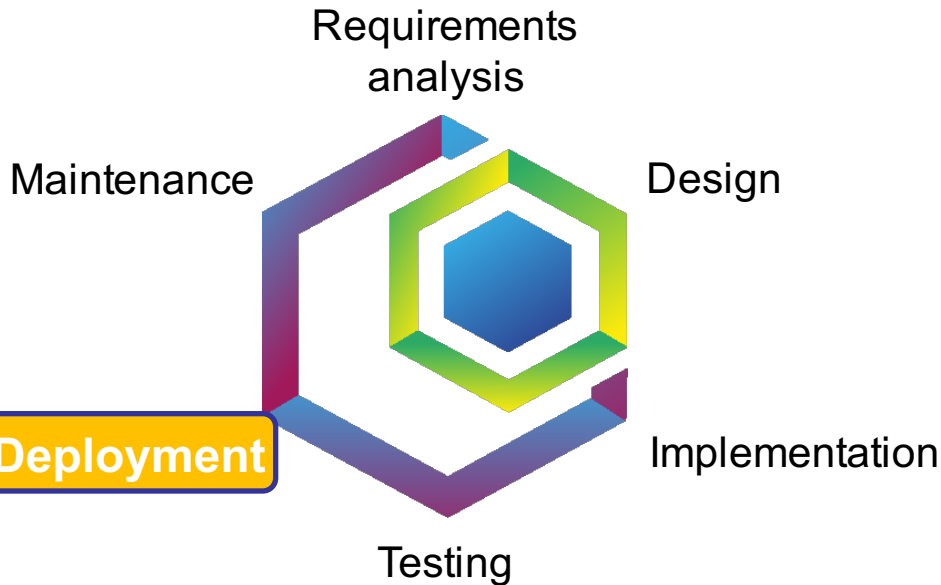 Requirements
analysis
Maintenance
Design
Deployment
Implementation
Testing